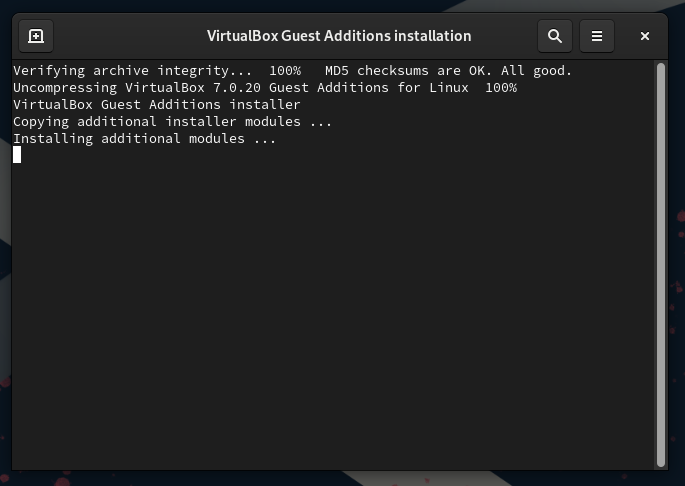 VirtualBox Guest Additions installation
Verifying archive integrity...  100%   MD5 checksums are OK. All good.
Uncompressing VirtualBox 7.0.20 Guest Additions for Linux  100%
VirtualBox Guest Additions installer
Copying additional installer modules ...
Installing additional modules ...